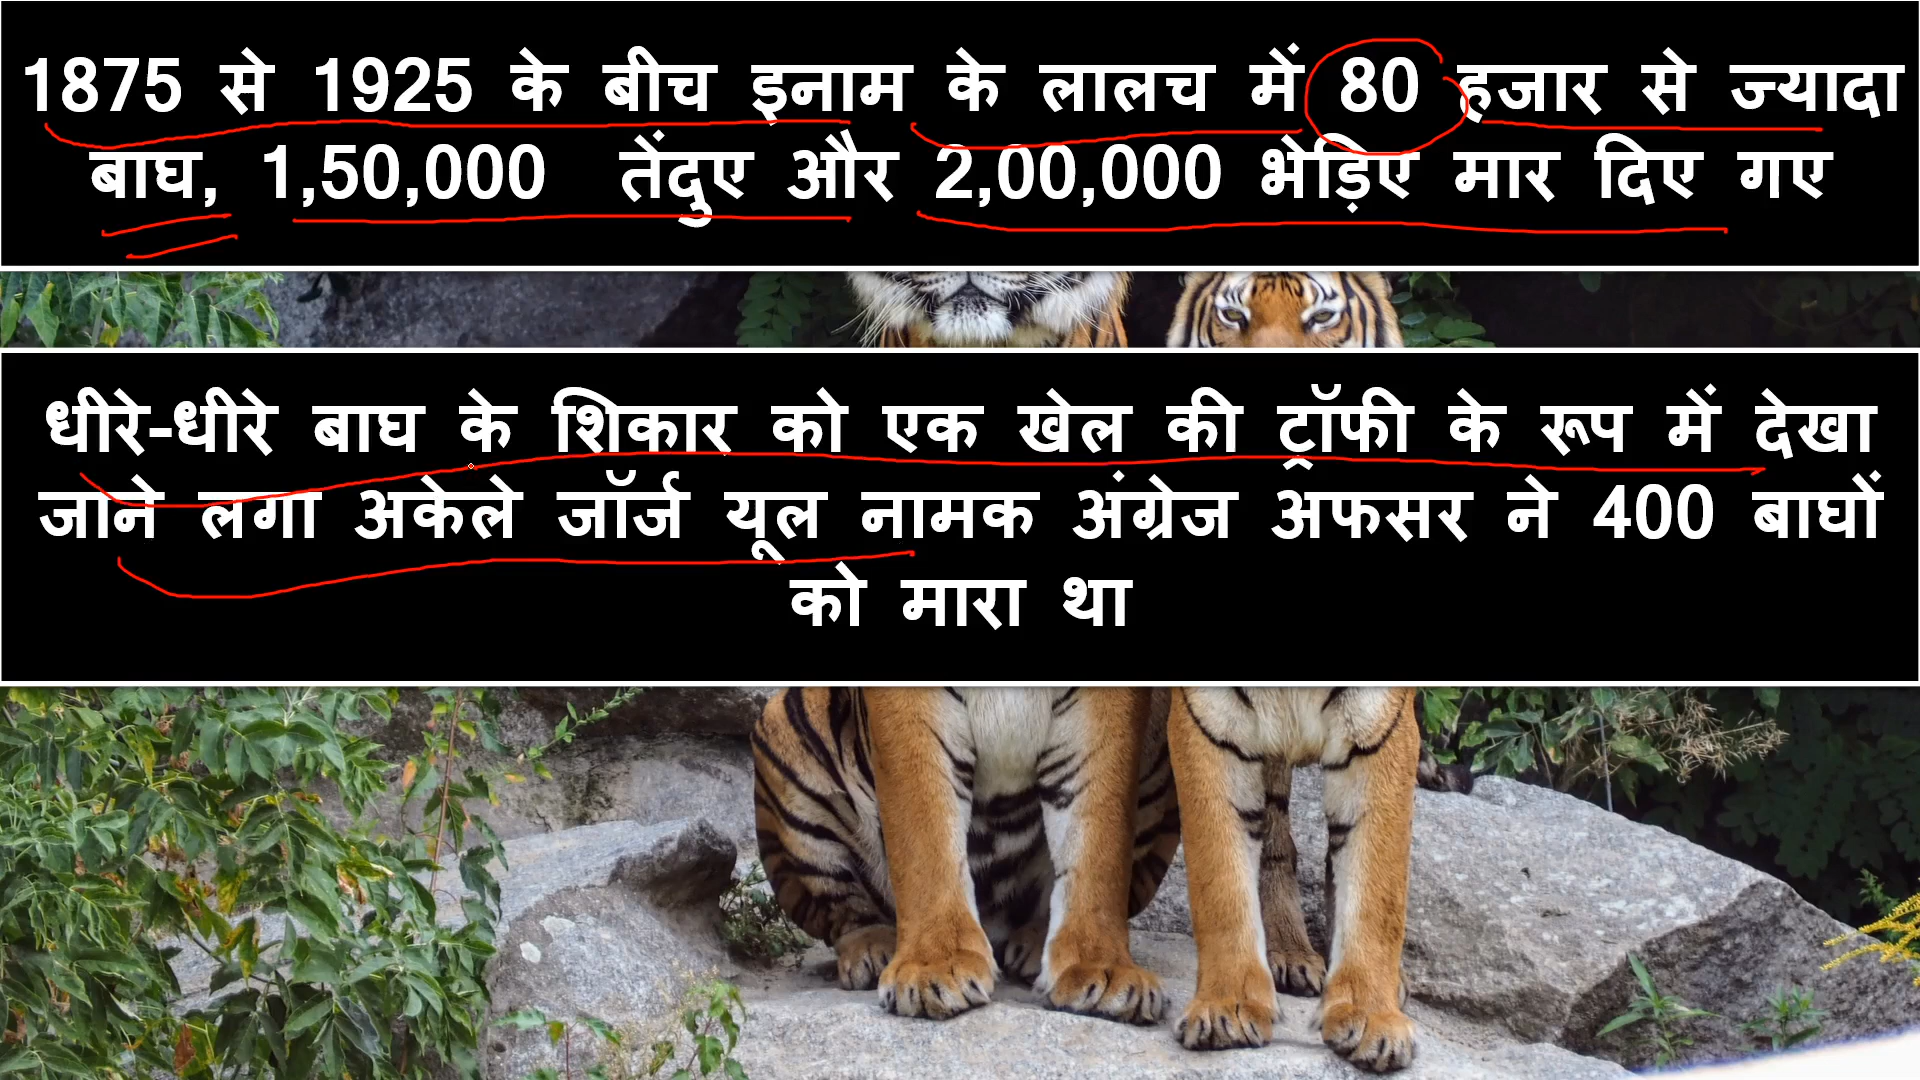 1875 से 1925 के बीच इनाम के लालच में 80 हजार से ज्यादा
बाघ, 1,50,000 तेंदुए और 2,00,000 भेड़िए मार दिए गए
धीरे-धीरे बाघ के शिकार को एक खेल की ट्रॉफी के रूप में देखा
जाने लगा अकेले जॉर्ज यूल नामक अंग्रेज अफसर ने 400 बाघों
को मारा था